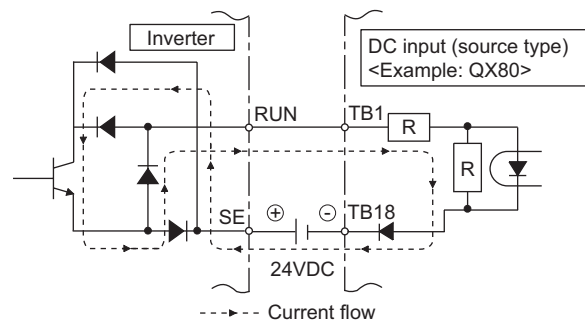 Inverter
DC input (source type)
<Example: QX80>
RUN
TB1
R
R
SE
⊕
⊖
TB18
24VDC
Current flow